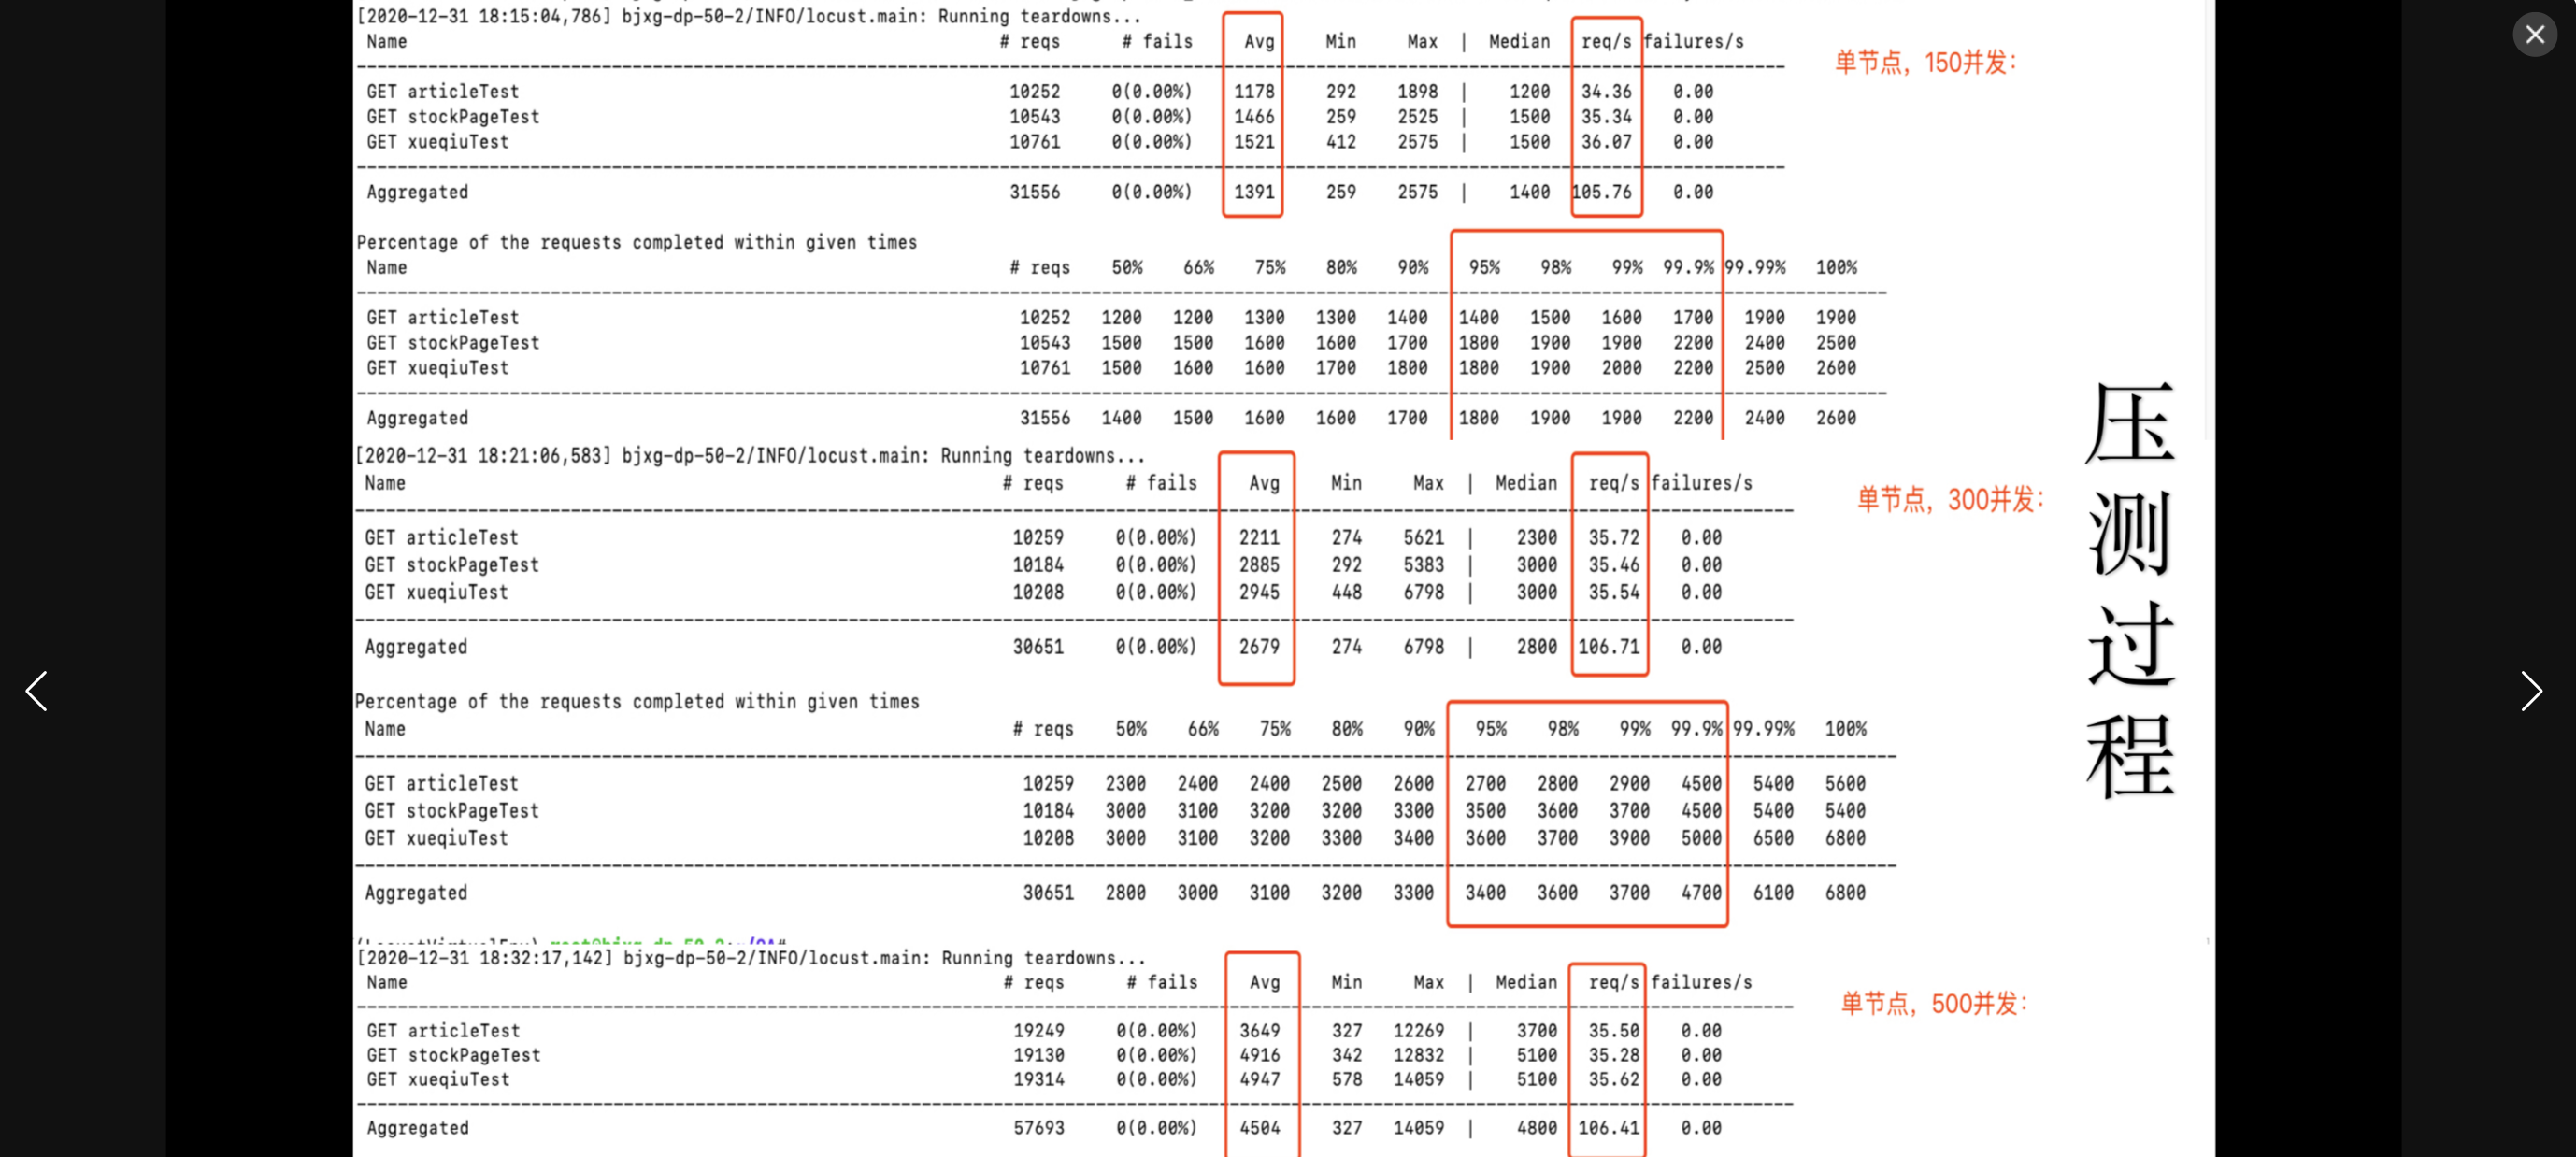 [2020-12-31 18:15:04,786] bjxg-dp-50-2/INFO/locust.main: Running teardowns...
Name # reqs # fails Avg Min Max | Median req/s failures/s
单节点，150并发：
GET articleTest 10252 0(0.00%) 1178 292 1898 | 1200 34.36 0.00
GET stockPageTest 10543 0(0.00%) 1466 259 2525 | 1500 35.34 0.00
GET xueqiuTest 10761 0(0.00%) 1521 412 2575 | 1500 36.07 0.00
Aggregated 31556 0(0.00%) 1391 259 2575 | 1400 105.76 0.00
Percentage of the requests completed within given times
Name # reqs 50% 66% 75% 80% 90% 95% 98% 99% 99.9% 99.99% 100%
GET articleTest 10252 1200 1200 1300 1300 1400 1400 1500 1600 1700 1900 1900
GET stockPageTest 10543 1500 1500 1600 1600 1700 1800 1900 1900 2200 2400 2500
GET xueqiuTest 10761 1500 1600 1600 1700 1800 1800 1900 2000 2200 2500 2600
Aggregated 31556 1400 1500 1600 1600 1700 1800 1900 1900 2200 2400 2600
[2020-12-31 18:21:06,583] bjxg-dp-50-2/INFO/locust.main: Running teardowns...
Name # reqs # fails Avg Min Max | Median req/s failures/s
单节点，300并发：
GET articleTest 10259 0(0.00%) 2211 274 5621 | 2300 35.72 0.00
GET stockPageTest 10184 0(0.00%) 2885 292 5383 | 3000 35.46 0.00
GET xueqiuTest 10208 0(0.00%) 2945 448 6798 | 3000 35.54 0.00
Aggregated 30651 0(0.00%) 2679 274 6798 | 2800 106.71 0.00
Percentage of the requests completed within given times
Name # reqs 50% 66% 75% 80% 90% 95% 98% 99% 99.9% 99.99% 100%
GET articleTest 10259 2300 2400 2400 2500 2600 2700 2800 2900 4500 5400 5600
GET stockPageTest 10184 3000 3100 3200 3200 3300 3500 3600 3700 4500 5400 5400
GET xueqiuTest 10208 3000 3100 3200 3300 3400 3600 3700 3900 5000 6500 6800
Aggregated 30651 2800 3000 3100 3200 3300 3400 3600 3700 4700 6100 6800
[2020-12-31 18:32:17,142] bjxg-dp-50-2/INFO/locust.main: Running teardowns...
Name # reqs # fails Avg Min Max | Median req/s failures/s
单节点，500并发：
GET articleTest 19249 0(0.00%) 3649 327 12269 | 3700 35.50 0.00
GET stockPageTest 19130 0(0.00%) 4916 342 12832 | 5100 35.28 0.00
GET xueqiuTest 19314 0(0.00%) 4947 578 14059 | 5100 35.62 0.00
Aggregated 57693 0(0.00%) 4504 327 14059 | 4800 106.41 0.00
压测过程